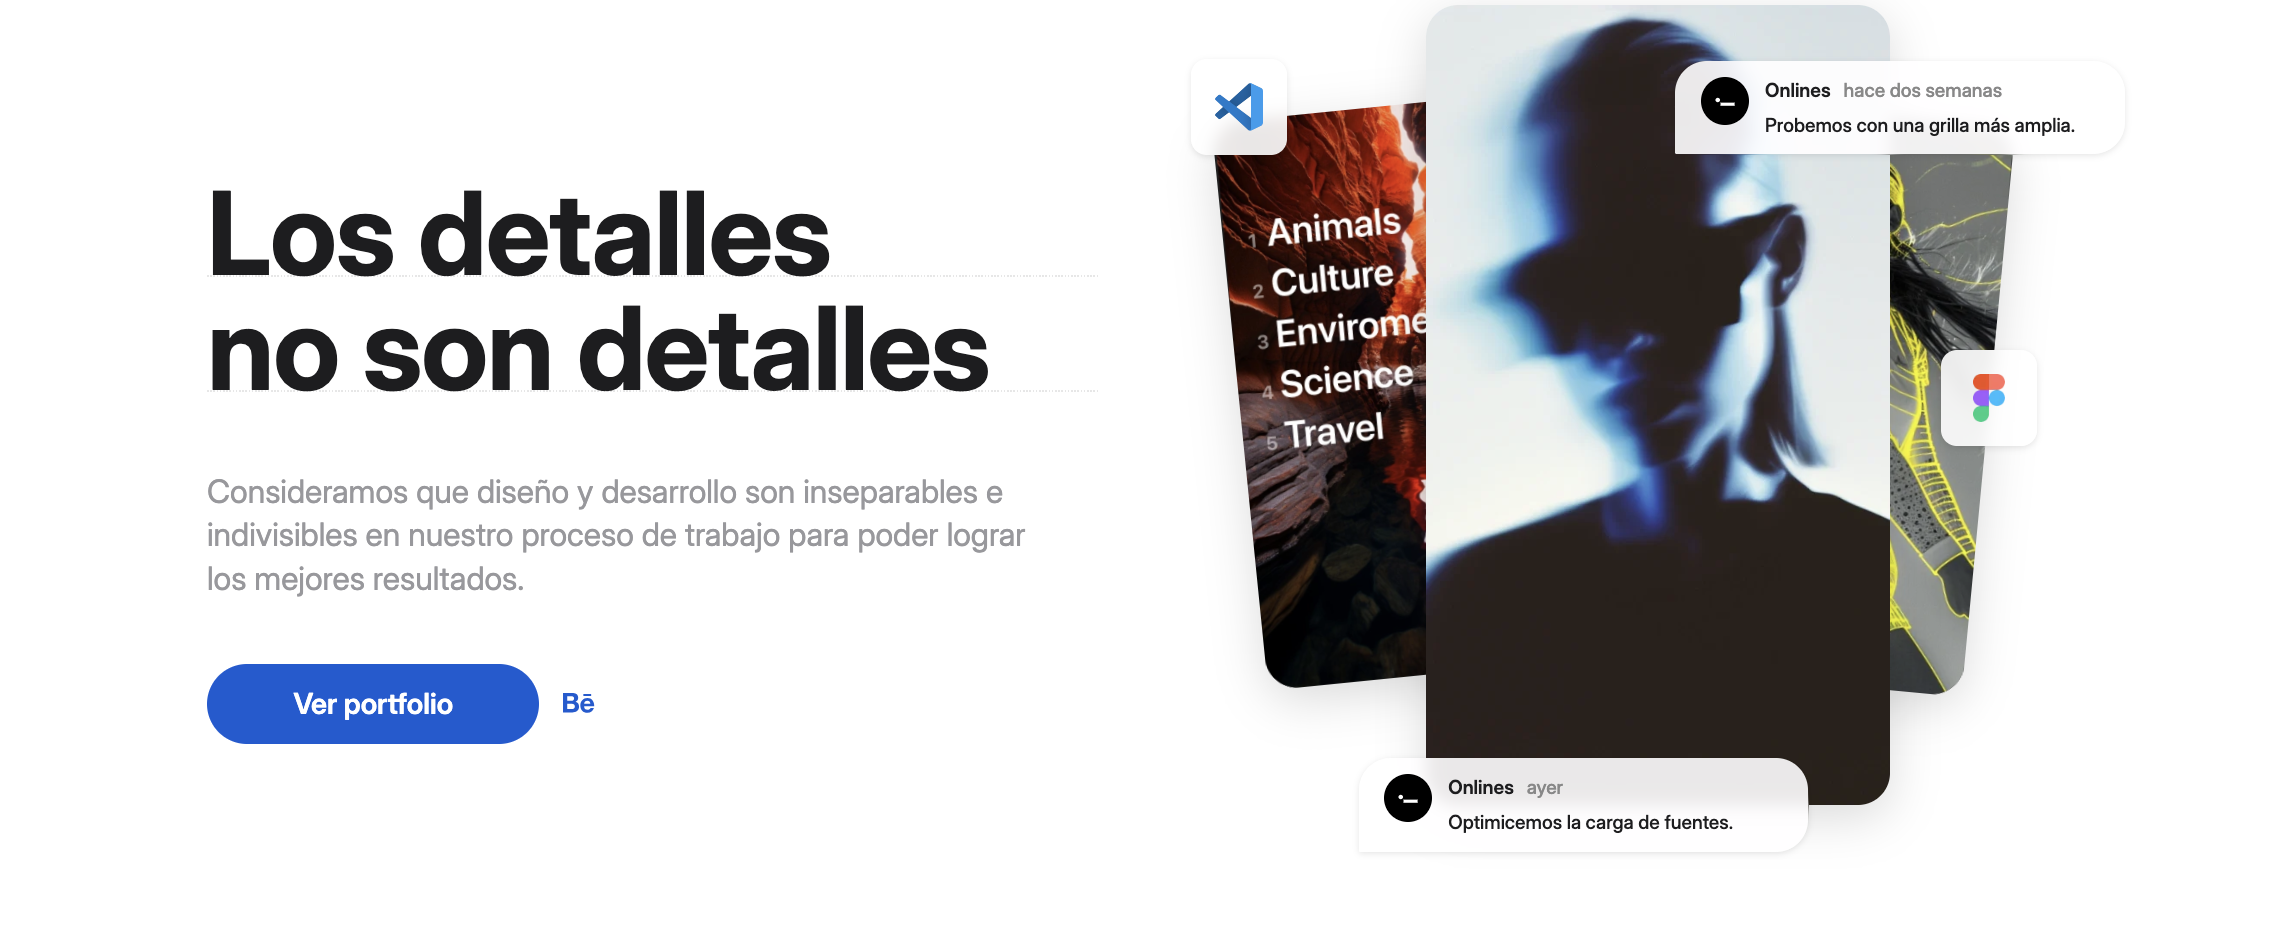 Los detalles
no son detalles
Consideramos que diseño y desarrollo son inseparables e
indivisibles en nuestro proceso de trabajo para poder lograr
los mejores resultados.
Ver portfolio
Bē
Onlines hace dos semanas
Probemos con una grilla más amplia.
1 Animals
2 Culture
3 Envirome
4 Science
5 Travel
Onlines ayer
Optimicemos la carga de fuentes.